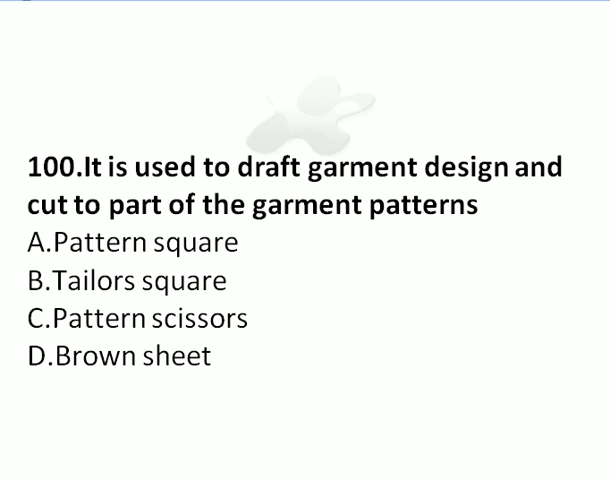 100.It is used to draft garment design and
cut to part of the garment patterns
A.Pattern square
B.Tailors square
C.Pattern scissors
D.Brown sheet